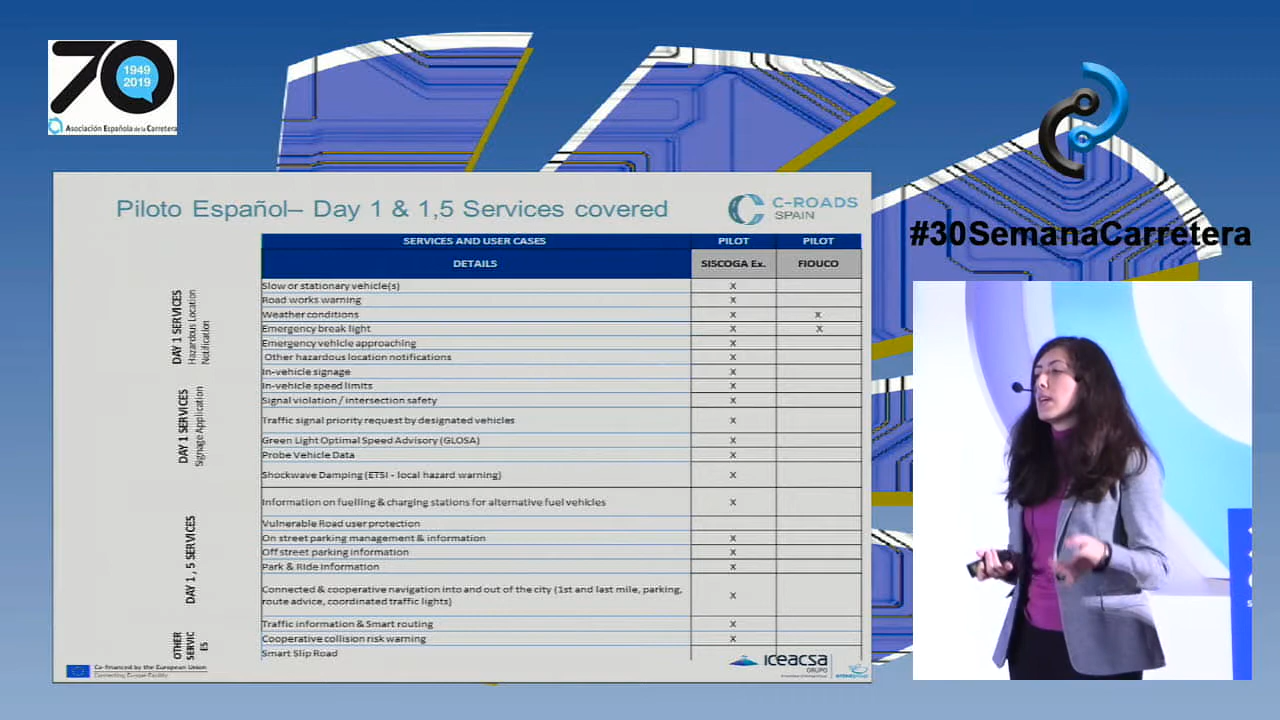 70
1949
2019
Asociación Española de la Carretera
#30SemanaCarretera
Piloto Español– Day 1 & 1,5 Services covered
C-ROADS
SPAIN
SERVICES AND USER CASES PILOT PILOT
DETAILS SISCOGA Ex. FIOUCO
DAY 1 SERVICES
Hazardous Location
Notification
Slow or stationary vehicle(s) X
Road works warning X
Weather conditions X X
Emergency break light X X
Emergency vehicle approaching X
Other hazardous location notifications X
DAY 1 SERVICES
Signage Application
In-vehicle signage X
In-vehicle speed limits X
Signal violation / intersection safety X
Traffic signal priority request by designated vehicles X
Green Light Optimal Speed Advisory (GLOSA) X
Probe Vehicle Data X
Shockwave Damping (ETSI - local hazard warning) X
DAY 1, 5 SERVICES
Information on fuelling & charging stations for alternative fuel vehicles X
Vulnerable Road user protection
On street parking management & information X
Off street parking information X
Park & Ride information X
Connected & cooperative navigation into and out of the city (1st and last mile, parking,
route advice, coordinated traffic lights) X
Traffic information & Smart routing X
OTHER
SERVIC
ES
Cooperative collision risk warning X
Smart Slip Road X
Co-financed by the European Union
Connecting Europe Facility
iceacsa
GRUPO